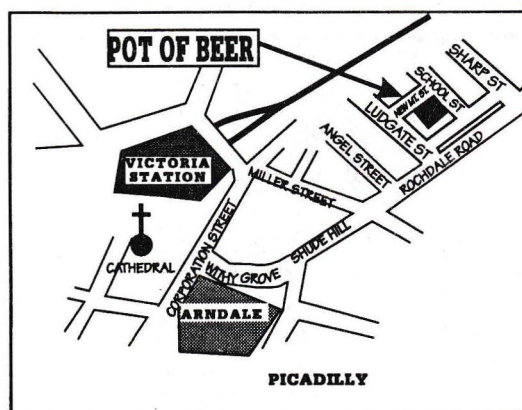 POT OF BEER
SHARP ST
SCHOOL ST
NEW MT. ST.
LUDGATE ST
ANGEL STREET
ROCHDALE ROAD
VICTORIA
STATION
MILLER STREET
SHUDE HILL
CATHEDRAL
CORPORATION STREET
WITHY GROVE
ARNDALE
PICADILLY